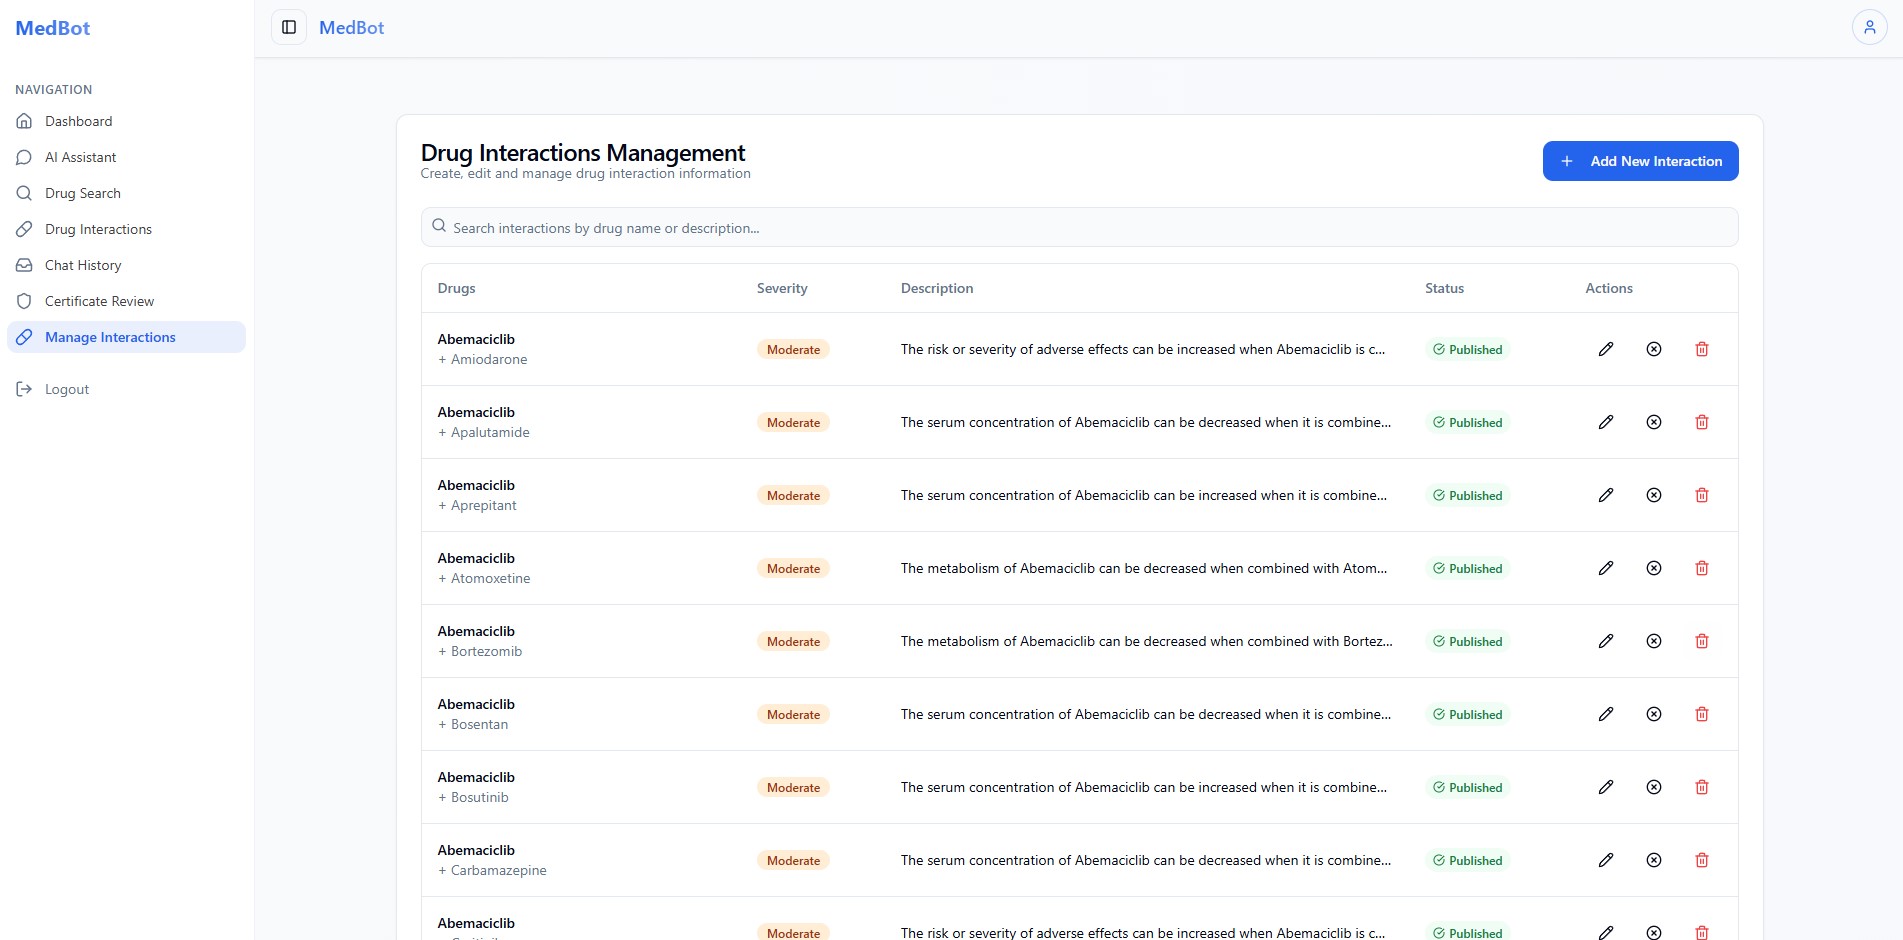 MedBot
NAVIGATION
Dashboard
AI Assistant
Drug Search
Drug Interactions
Chat History
Certificate Review
Manage Interactions
Logout
MedBot
Drug Interactions Management
Create, edit and manage drug interaction information
+ Add New Interaction
Search interactions by drug name or description...
Drugs Severity Description Status Actions
Abemaciclib
+ Amiodarone
Moderate
The risk or severity of adverse effects can be increased when Abemaciclib is c...
Published
Abemaciclib
+ Apalutamide
Moderate
The serum concentration of Abemaciclib can be decreased when it is combine...
Published
Abemaciclib
+ Aprepitant
Moderate
The serum concentration of Abemaciclib can be increased when it is combine...
Published
Abemaciclib
+ Atomoxetine
Moderate
The metabolism of Abemaciclib can be decreased when combined with Atom...
Published
Abemaciclib
+ Bortezomib
Moderate
The metabolism of Abemaciclib can be decreased when combined with Bortez...
Published
Abemaciclib
+ Bosentan
Moderate
The serum concentration of Abemaciclib can be decreased when it is combine...
Published
Abemaciclib
+ Bosutinib
Moderate
The serum concentration of Abemaciclib can be increased when it is combine...
Published
Abemaciclib
+ Carbamazepine
Moderate
The serum concentration of Abemaciclib can be decreased when it is combine...
Published
Abemaciclib
Moderate
The risk or severity of adverse effects can be increased when Abemaciclib is c...
Published